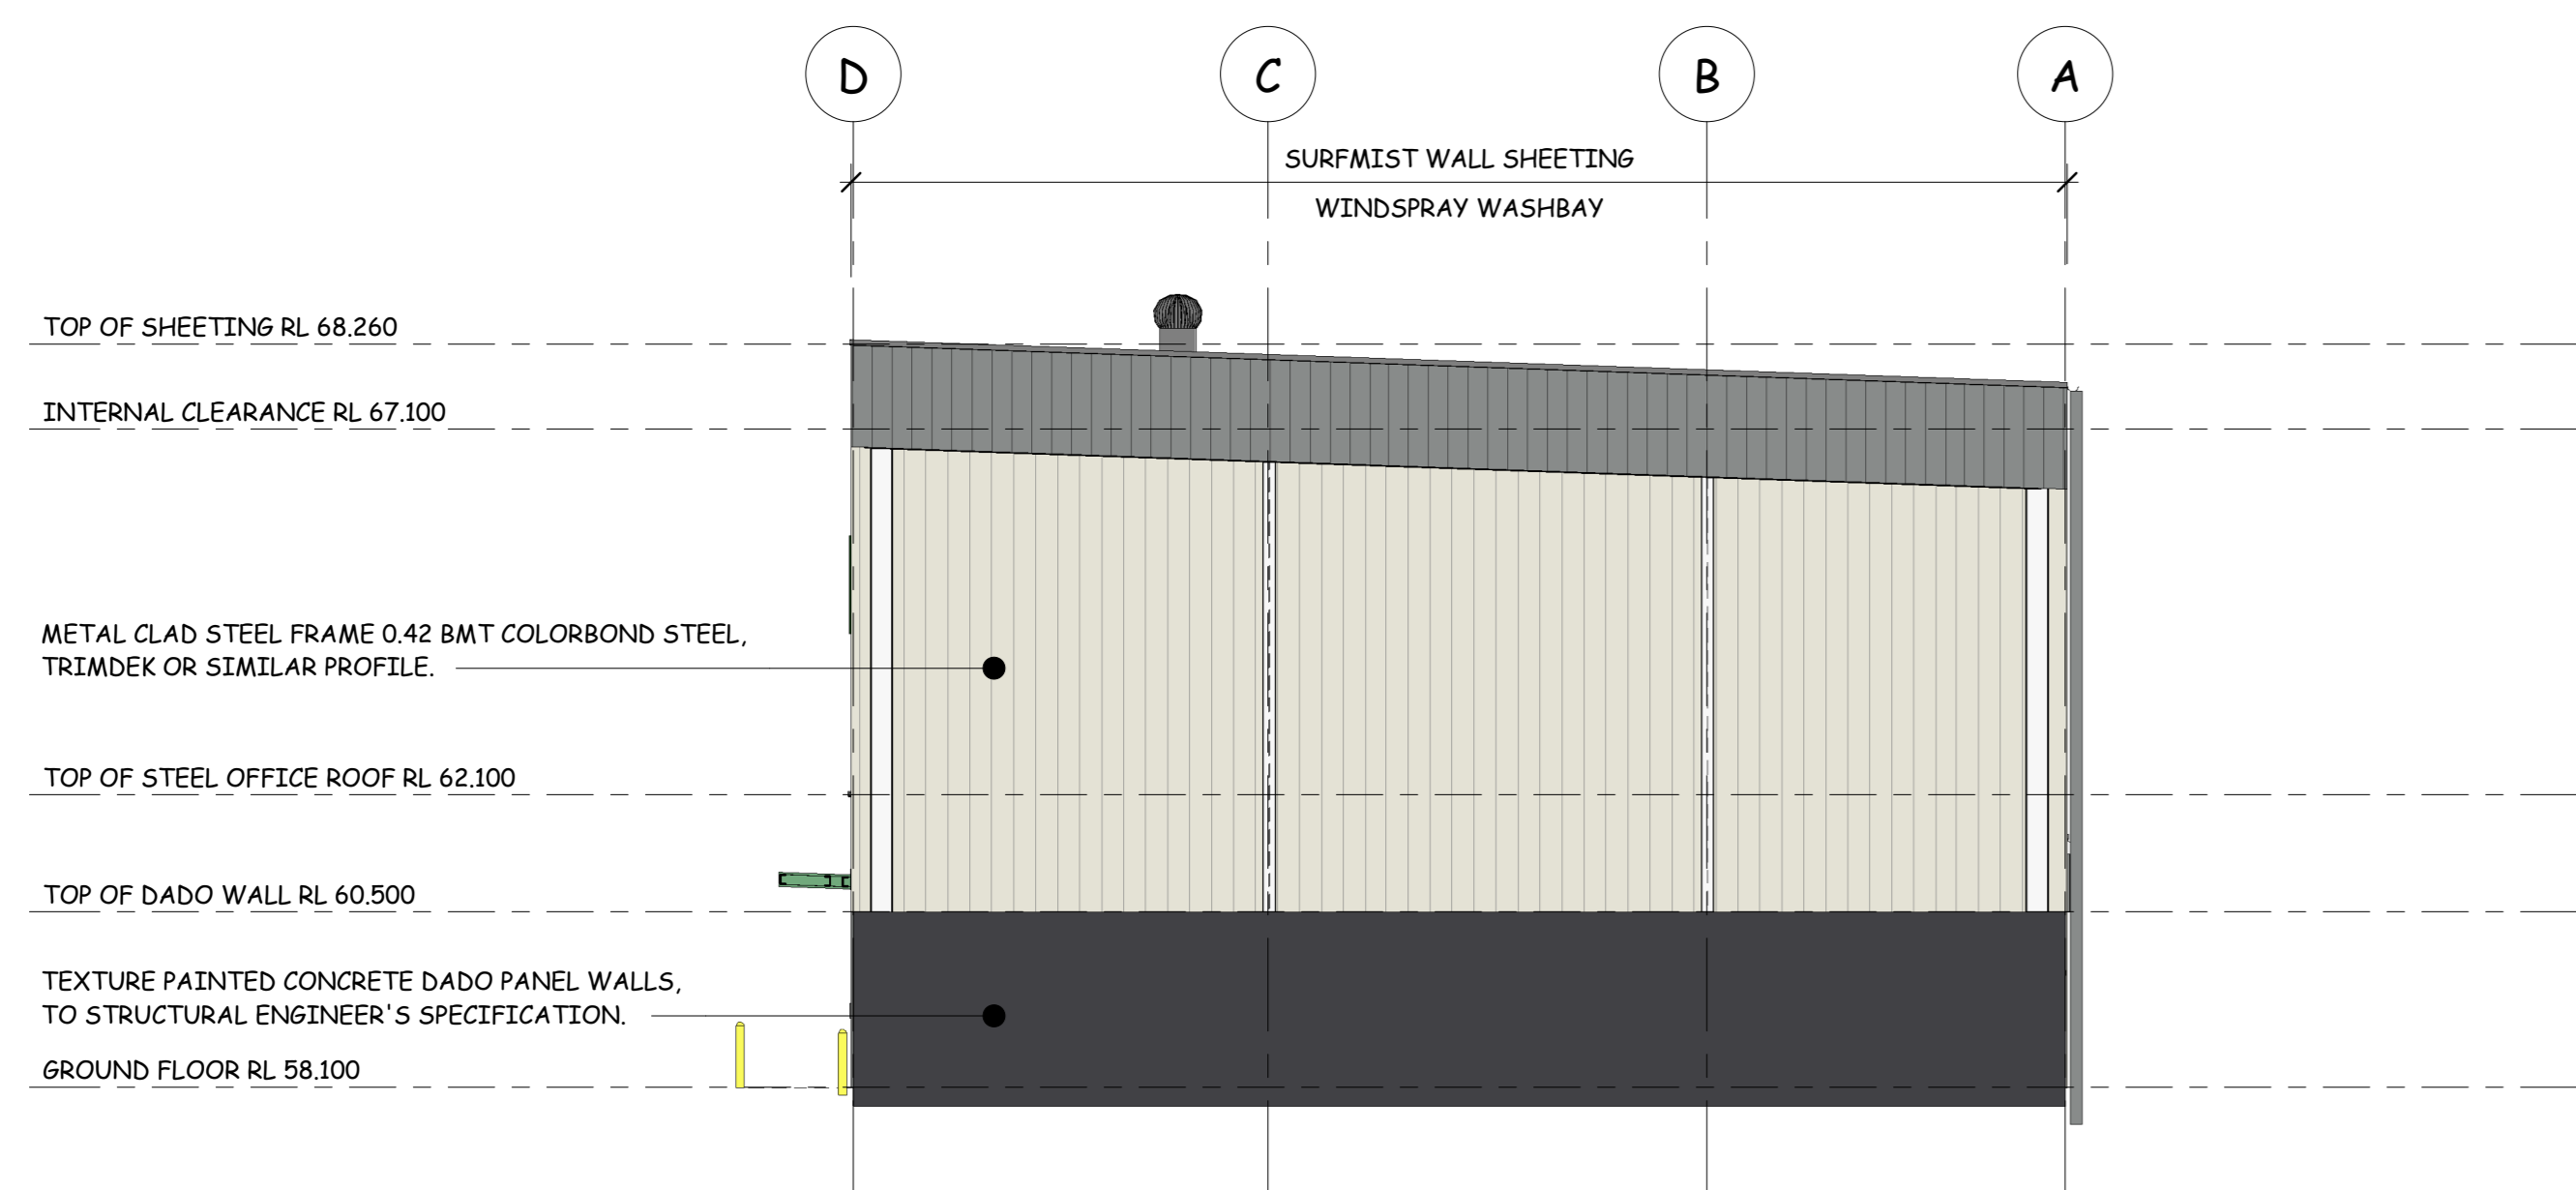 D C B A
SURFMIST WALL SHEETING
WINDSPRAY WASHBAY
TOP OF SHEETING RL 68.260
INTERNAL CLEARANCE RL 67.100
METAL CLAD STEEL FRAME 0.42 BMT COLORBOND STEEL,
TRIMDEK OR SIMILAR PROFILE.
TOP OF STEEL OFFICE ROOF RL 62.100
TOP OF DADO WALL RL 60.500
TEXTURE PAINTED CONCRETE DADO PANEL WALLS,
TO STRUCTURAL ENGINEER'S SPECIFICATION.
GROUND FLOOR RL 58.100